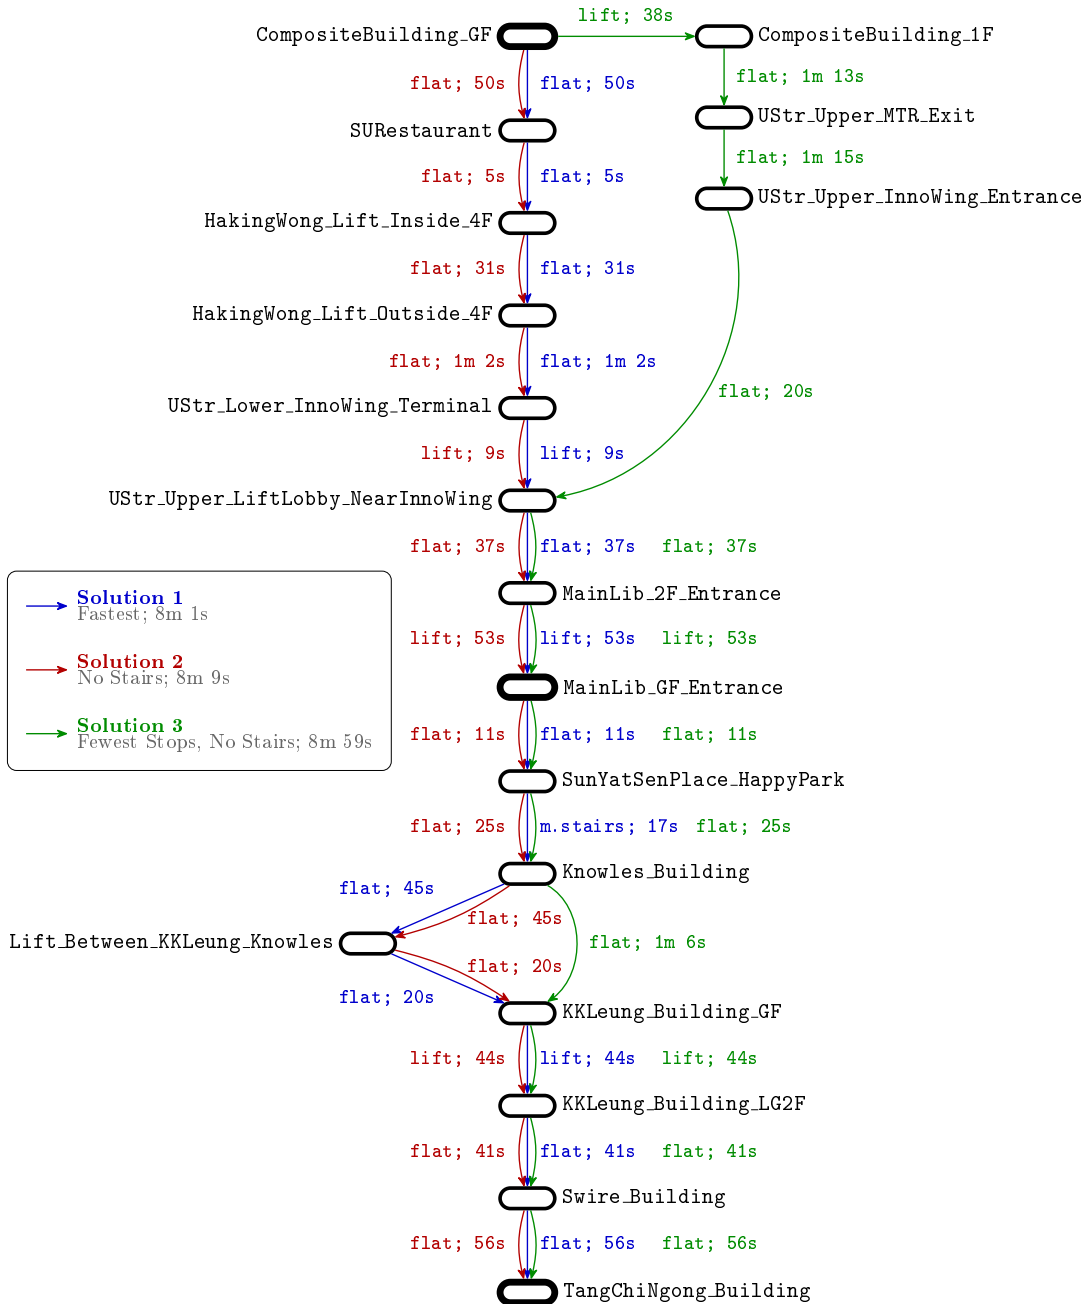 lift; 38s
CompositeBuilding_GF
CompositeBuilding_1F
flat; 50s
flat; 50s
flat; 1m 13s
UStr_Upper_MTR_Exit
SURestaurant
flat; 1m 15s
flat; 5s
flat; 5s
UStr_Upper_InnoWing_Entrance
HakingWong_Lift_Inside_4F
flat; 31s
flat; 31s
HakingWong_Lift_Outside_4F
flat; 1m 2s
flat; 1m 2s
flat; 20s
UStr_Lower_InnoWing_Terminal
lift; 9s
lift; 9s
UStr_Upper_LiftLobby_NearInnoWing
flat; 37s
flat; 37s
flat; 37s
MainLib_2F_Entrance
Solution 1
Fastest; 8m 1s
lift; 53s
lift; 53s
lift; 53s
Solution 2
No Stairs; 8m 9s
MainLib_GF_Entrance
Solution 3
Fewest Stops, No Stairs; 8m 59s
flat; 11s
flat; 11s
flat; 11s
SunYatSenPlace_HappyPark
flat; 25s
m.stairs; 17s
flat; 25s
Knowles_Building
flat; 45s
flat; 45s
Lift_Between_KKLeung_Knowles
flat; 1m 6s
flat; 20s
flat; 20s
KKLeung_Building_GF
lift; 44s
lift; 44s
lift; 44s
KKLeung_Building_LG2F
flat; 41s
flat; 41s
flat; 41s
Swire_Building
flat; 56s
flat; 56s
flat; 56s
TangChiNgong_Building